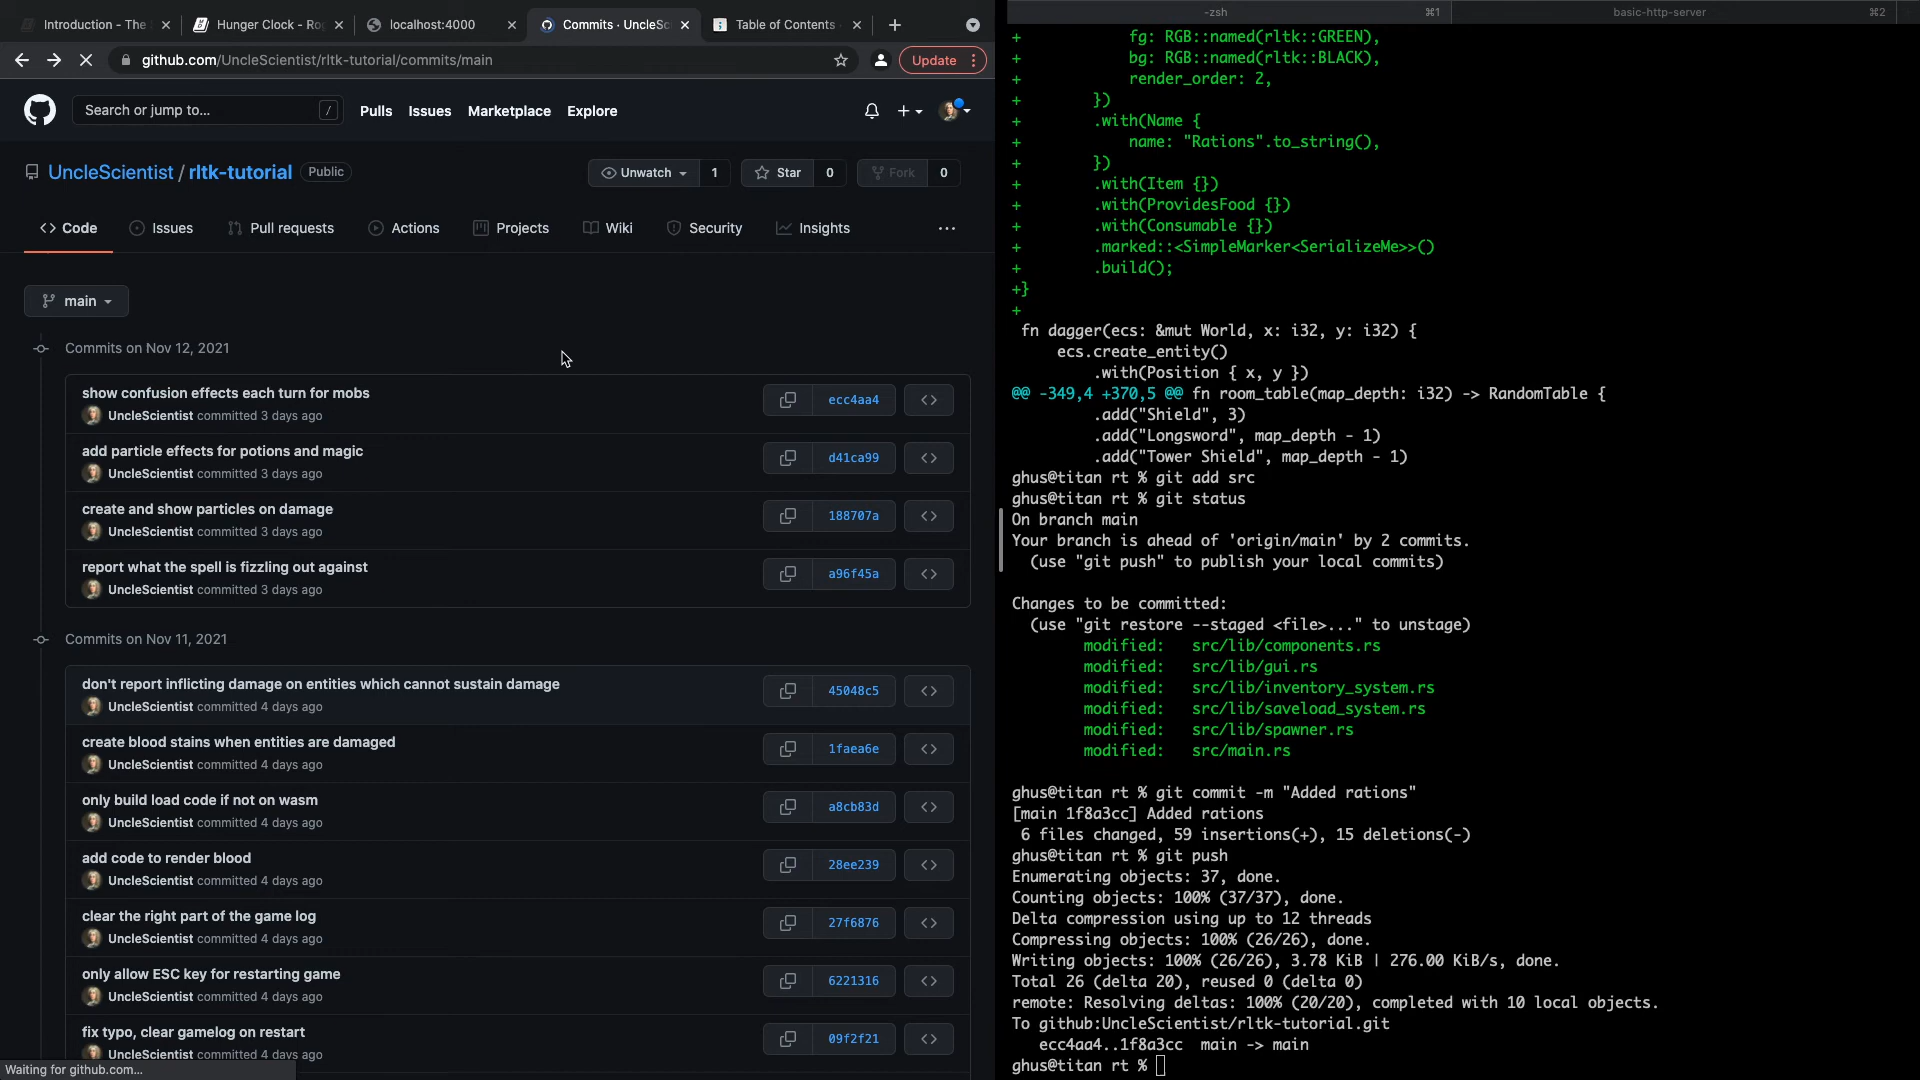 Introduction - The
Hunger Clock - Ro
localhost:4000
Commits · UncleSc
Table of Contents
github.com/UncleScientist/rltk-tutorial/commits/main
Update
Search or jump to...
/
Pulls
Issues
Marketplace
Explore
UncleScientist / rltk-tutorial
Public
Unwatch
1
Star
0
Fork
0
Code
Issues
Pull requests
Actions
Projects
Wiki
Security
Insights
main
Commits on Nov 12, 2021
show confusion effects each turn for mobs
UncleScientist committed 3 days ago
ecc4aa4
add particle effects for potions and magic
UncleScientist committed 3 days ago
d41ca99
create and show particles on damage
UncleScientist committed 3 days ago
188707a
report what the spell is fizzling out against
UncleScientist committed 3 days ago
a96f45a
Commits on Nov 11, 2021
don't report inflicting damage on entities which cannot sustain damage
UncleScientist committed 4 days ago
45048c5
create blood stains when entities are damaged
UncleScientist committed 4 days ago
1faea6e
only build load code if not on wasm
UncleScientist committed 4 days ago
a8cb83d
add code to render blood
UncleScientist committed 4 days ago
28ee239
clear the right part of the game log
UncleScientist committed 4 days ago
27f6876
only allow ESC key for restarting game
UncleScientist committed 4 days ago
6221316
fix typo, clear gamelog on restart
UncleScientist committed 4 days ago
09f2f21
Waiting for github.com...
-zsh
⌘1
basic-http-server
⌘2
+            fg: RGB::named(rltk::GREEN),
+            bg: RGB::named(rltk::BLACK),
+            render_order: 2,
+        })
+        .with(Name {
+            name: "Rations".to_string(),
+        })
+        .with(Item {})
+        .with(ProvidesFood {})
+        .with(Consumable {})
+        .marked::<SimpleMarker<SerializeMe>>()
+        .build();
+}
+
 fn dagger(ecs: &mut World, x: i32, y: i32) {
     ecs.create_entity()
         .with(Position { x, y })
@@ -349,4 +370,5 @@ fn room_table(map_depth: i32) -> RandomTable {
         .add("Shield", 3)
         .add("Longsword", map_depth - 1)
         .add("Tower Shield", map_depth - 1)
ghus@titan rt % git add src
ghus@titan rt % git status
On branch main
Your branch is ahead of 'origin/main' by 2 commits.
  (use "git push" to publish your local commits)
Changes to be committed:
  (use "git restore --staged <file>..." to unstage)
        modified:   src/lib/components.rs
        modified:   src/lib/gui.rs
        modified:   src/lib/inventory_system.rs
        modified:   src/lib/saveload_system.rs
        modified:   src/lib/spawner.rs
        modified:   src/main.rs
ghus@titan rt % git commit -m "Added rations"
[main 1f8a3cc] Added rations
 6 files changed, 59 insertions(+), 15 deletions(-)
ghus@titan rt % git push
Enumerating objects: 37, done.
Counting objects: 100% (37/37), done.
Delta compression using up to 12 threads
Compressing objects: 100% (26/26), done.
Writing objects: 100% (26/26), 3.78 KiB | 276.00 KiB/s, done.
Total 26 (delta 20), reused 0 (delta 0)
remote: Resolving deltas: 100% (20/20), completed with 10 local objects.
To github:UncleScientist/rltk-tutorial.git
   ecc4aa4..1f8a3cc  main -> main
ghus@titan rt %